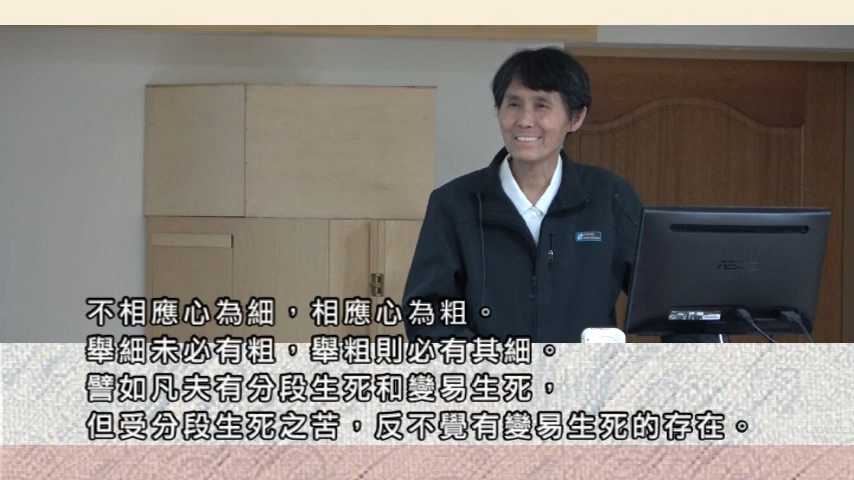 不相應心為細，相應心為粗。
舉細未必有粗，舉粗則必有其細。
譬如凡夫有分段生死和變易生死，
但受分段生死之苦，反不覺有變易生死的存在。
ASUS